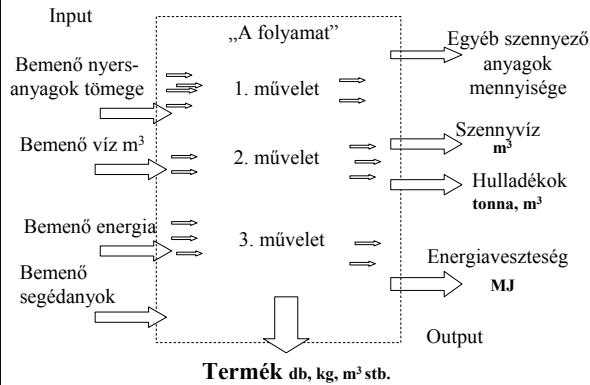 Input
„A folyamat”
Bemenő nyers-
anyagok tömege
1. művelet
Egyéb szennyező
anyagok
mennyisége
Bemenő víz m³
2. művelet
Szennyvíz
m³
Hulladékok
tonna, m³
Bemenő energia
3. művelet
Energiaveszteség
MJ
Bemenő
segédanyok
Output
Termék db, kg, m³ stb.